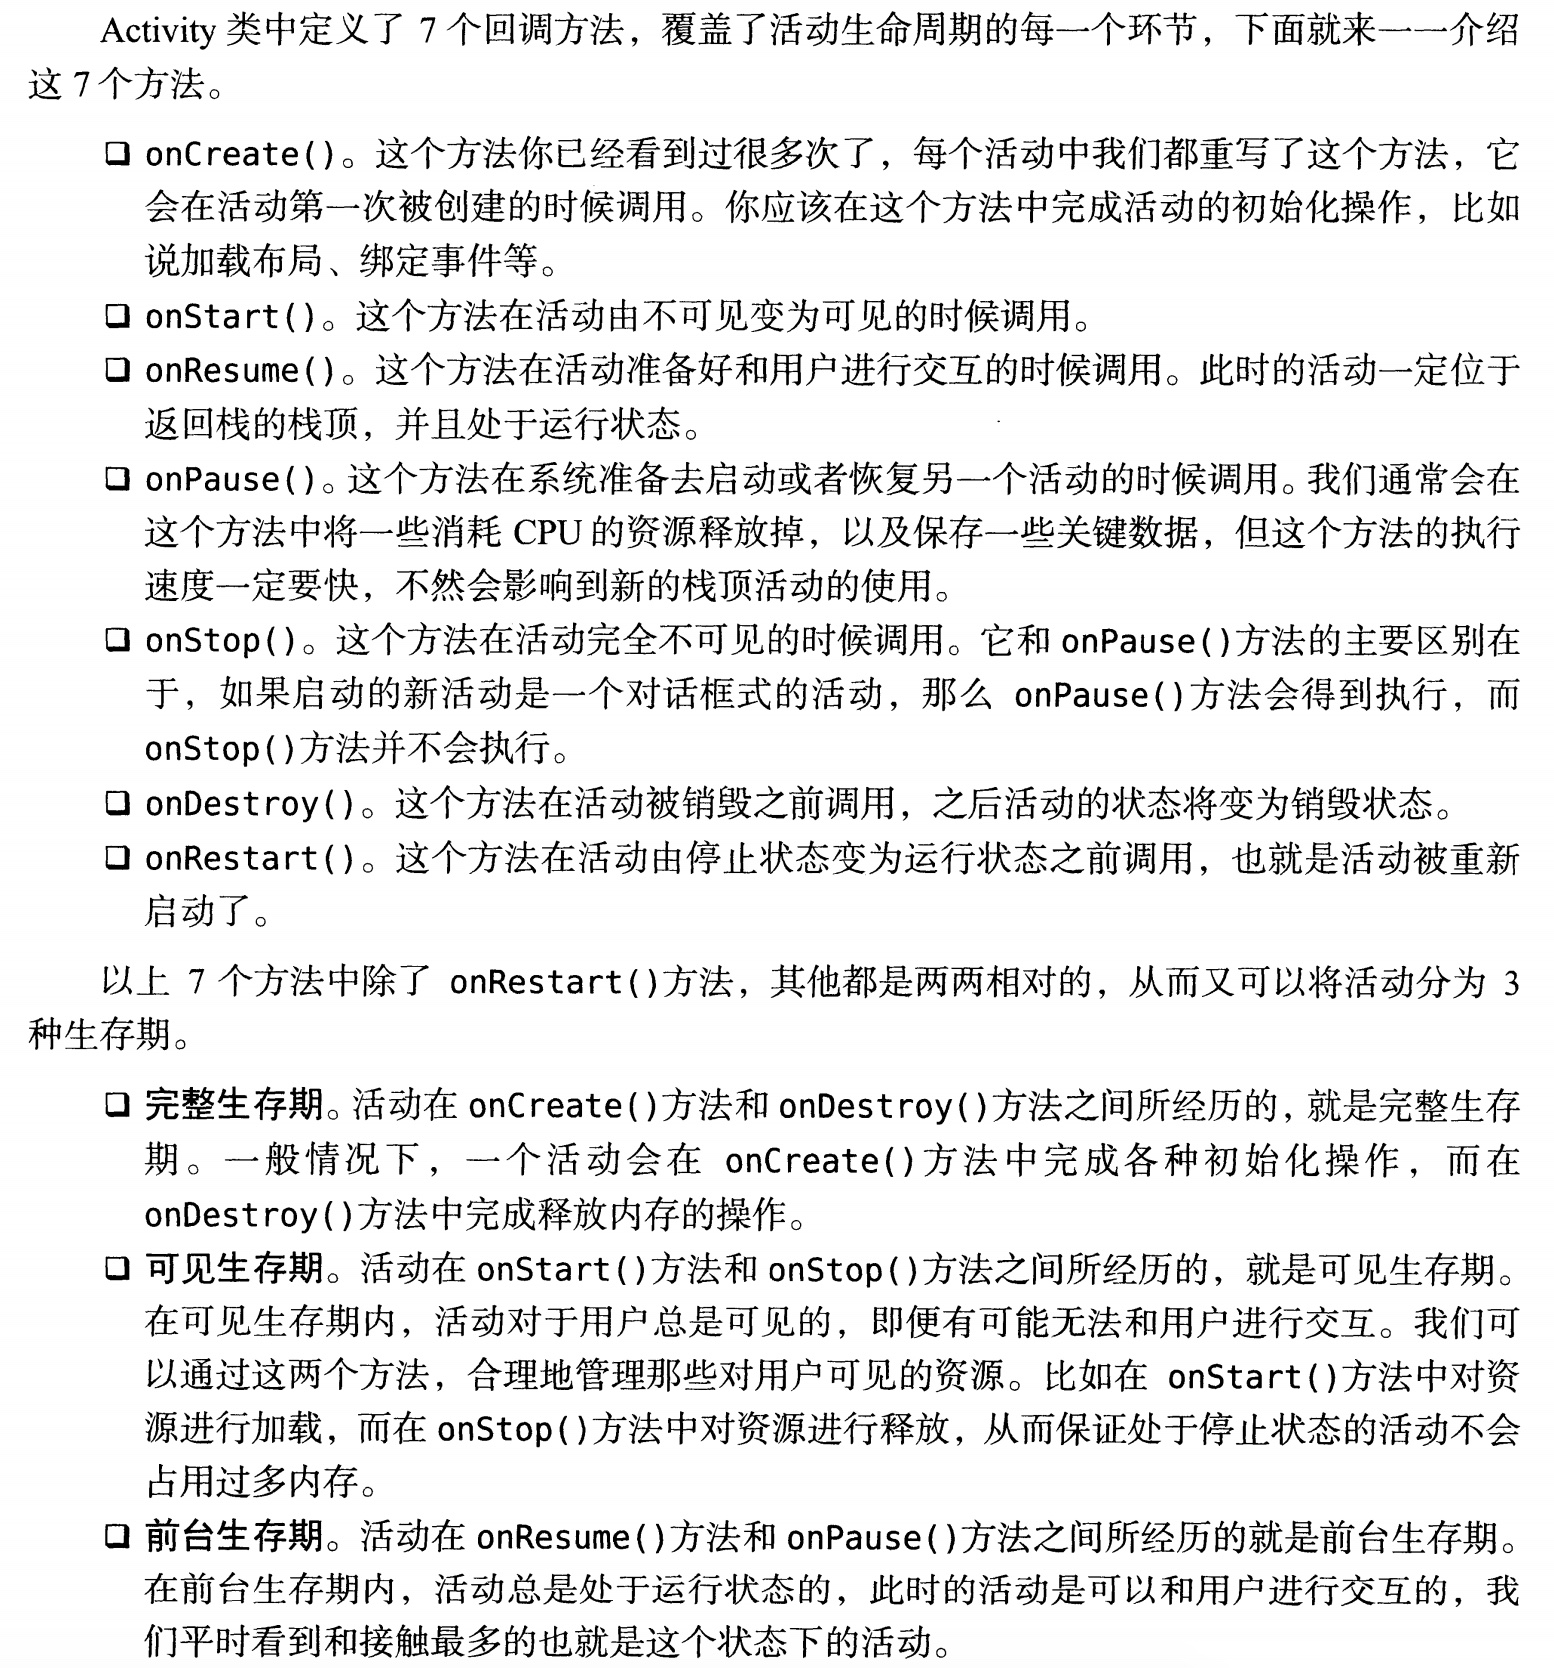 Activity 类中定义了 7 个回调方法，覆盖了活动生命周期的每一个环节，下面就来一一介绍
这 7 个方法。
❑ onCreate()。这个方法你已经看到过很多次了，每个活动中我们都重写了这个方法，它
会在活动第一次被创建的时候调用。你应该在这个方法中完成活动的初始化操作，比如
说加载布局、绑定事件等。
❑ onStart()。这个方法在活动由不可见变为可见的时候调用。
❑ onResume()。这个方法在活动准备好和用户进行交互的时候调用。此时的活动一定位于
返回栈的栈顶，并且处于运行状态。
❑ onPause()。这个方法在系统准备去启动或者恢复另一个活动的时候调用。我们通常会在
这个方法中将一些消耗 CPU 的资源释放掉，以及保存一些关键数据，但这个方法的执行
速度一定要快，不然会影响到新的栈顶活动的使用。
❑ onStop()。这个方法在活动完全不可见的时候调用。它和 onPause()方法的主要区别在
于，如果启动的新活动是一个对话框式的活动，那么 onPause()方法会得到执行，而
onStop()方法并不会执行。
❑ onDestroy()。这个方法在活动被销毁之前调用，之后活动的状态将变为销毁状态。
❑ onRestart()。这个方法在活动由停止状态变为运行状态之前调用，也就是活动被重新
启动了。
以上 7 个方法中除了 onRestart()方法，其他都是两两相对的，从而又可以将活动分为 3
种生存期。
❑ 完整生存期。活动在 onCreate()方法和 onDestroy()方法之间所经历的，就是完整生存
期。一般情况下，一个活动会在 onCreate()方法中完成各种初始化操作，而在
onDestroy()方法中完成释放内存的操作。
❑ 可见生存期。活动在 onStart()方法和 onStop()方法之间所经历的，就是可见生存期。
在可见生存期内，活动对于用户总是可见的，即便有可能无法和用户进行交互。我们可
以通过这两个方法，合理地管理那些对用户可见的资源。比如在 onStart()方法中对资
源进行加载，而在 onStop()方法中对资源进行释放，从而保证处于停止状态的活动不会
占用过多内存。
❑ 前台生存期。活动在 onResume()方法和 onPause()方法之间所经历的就是前台生存期。
在前台生存期内，活动总是处于运行状态的，此时的活动是可以和用户进行交互的，我
们平时看到和接触最多的也就是这个状态下的活动。